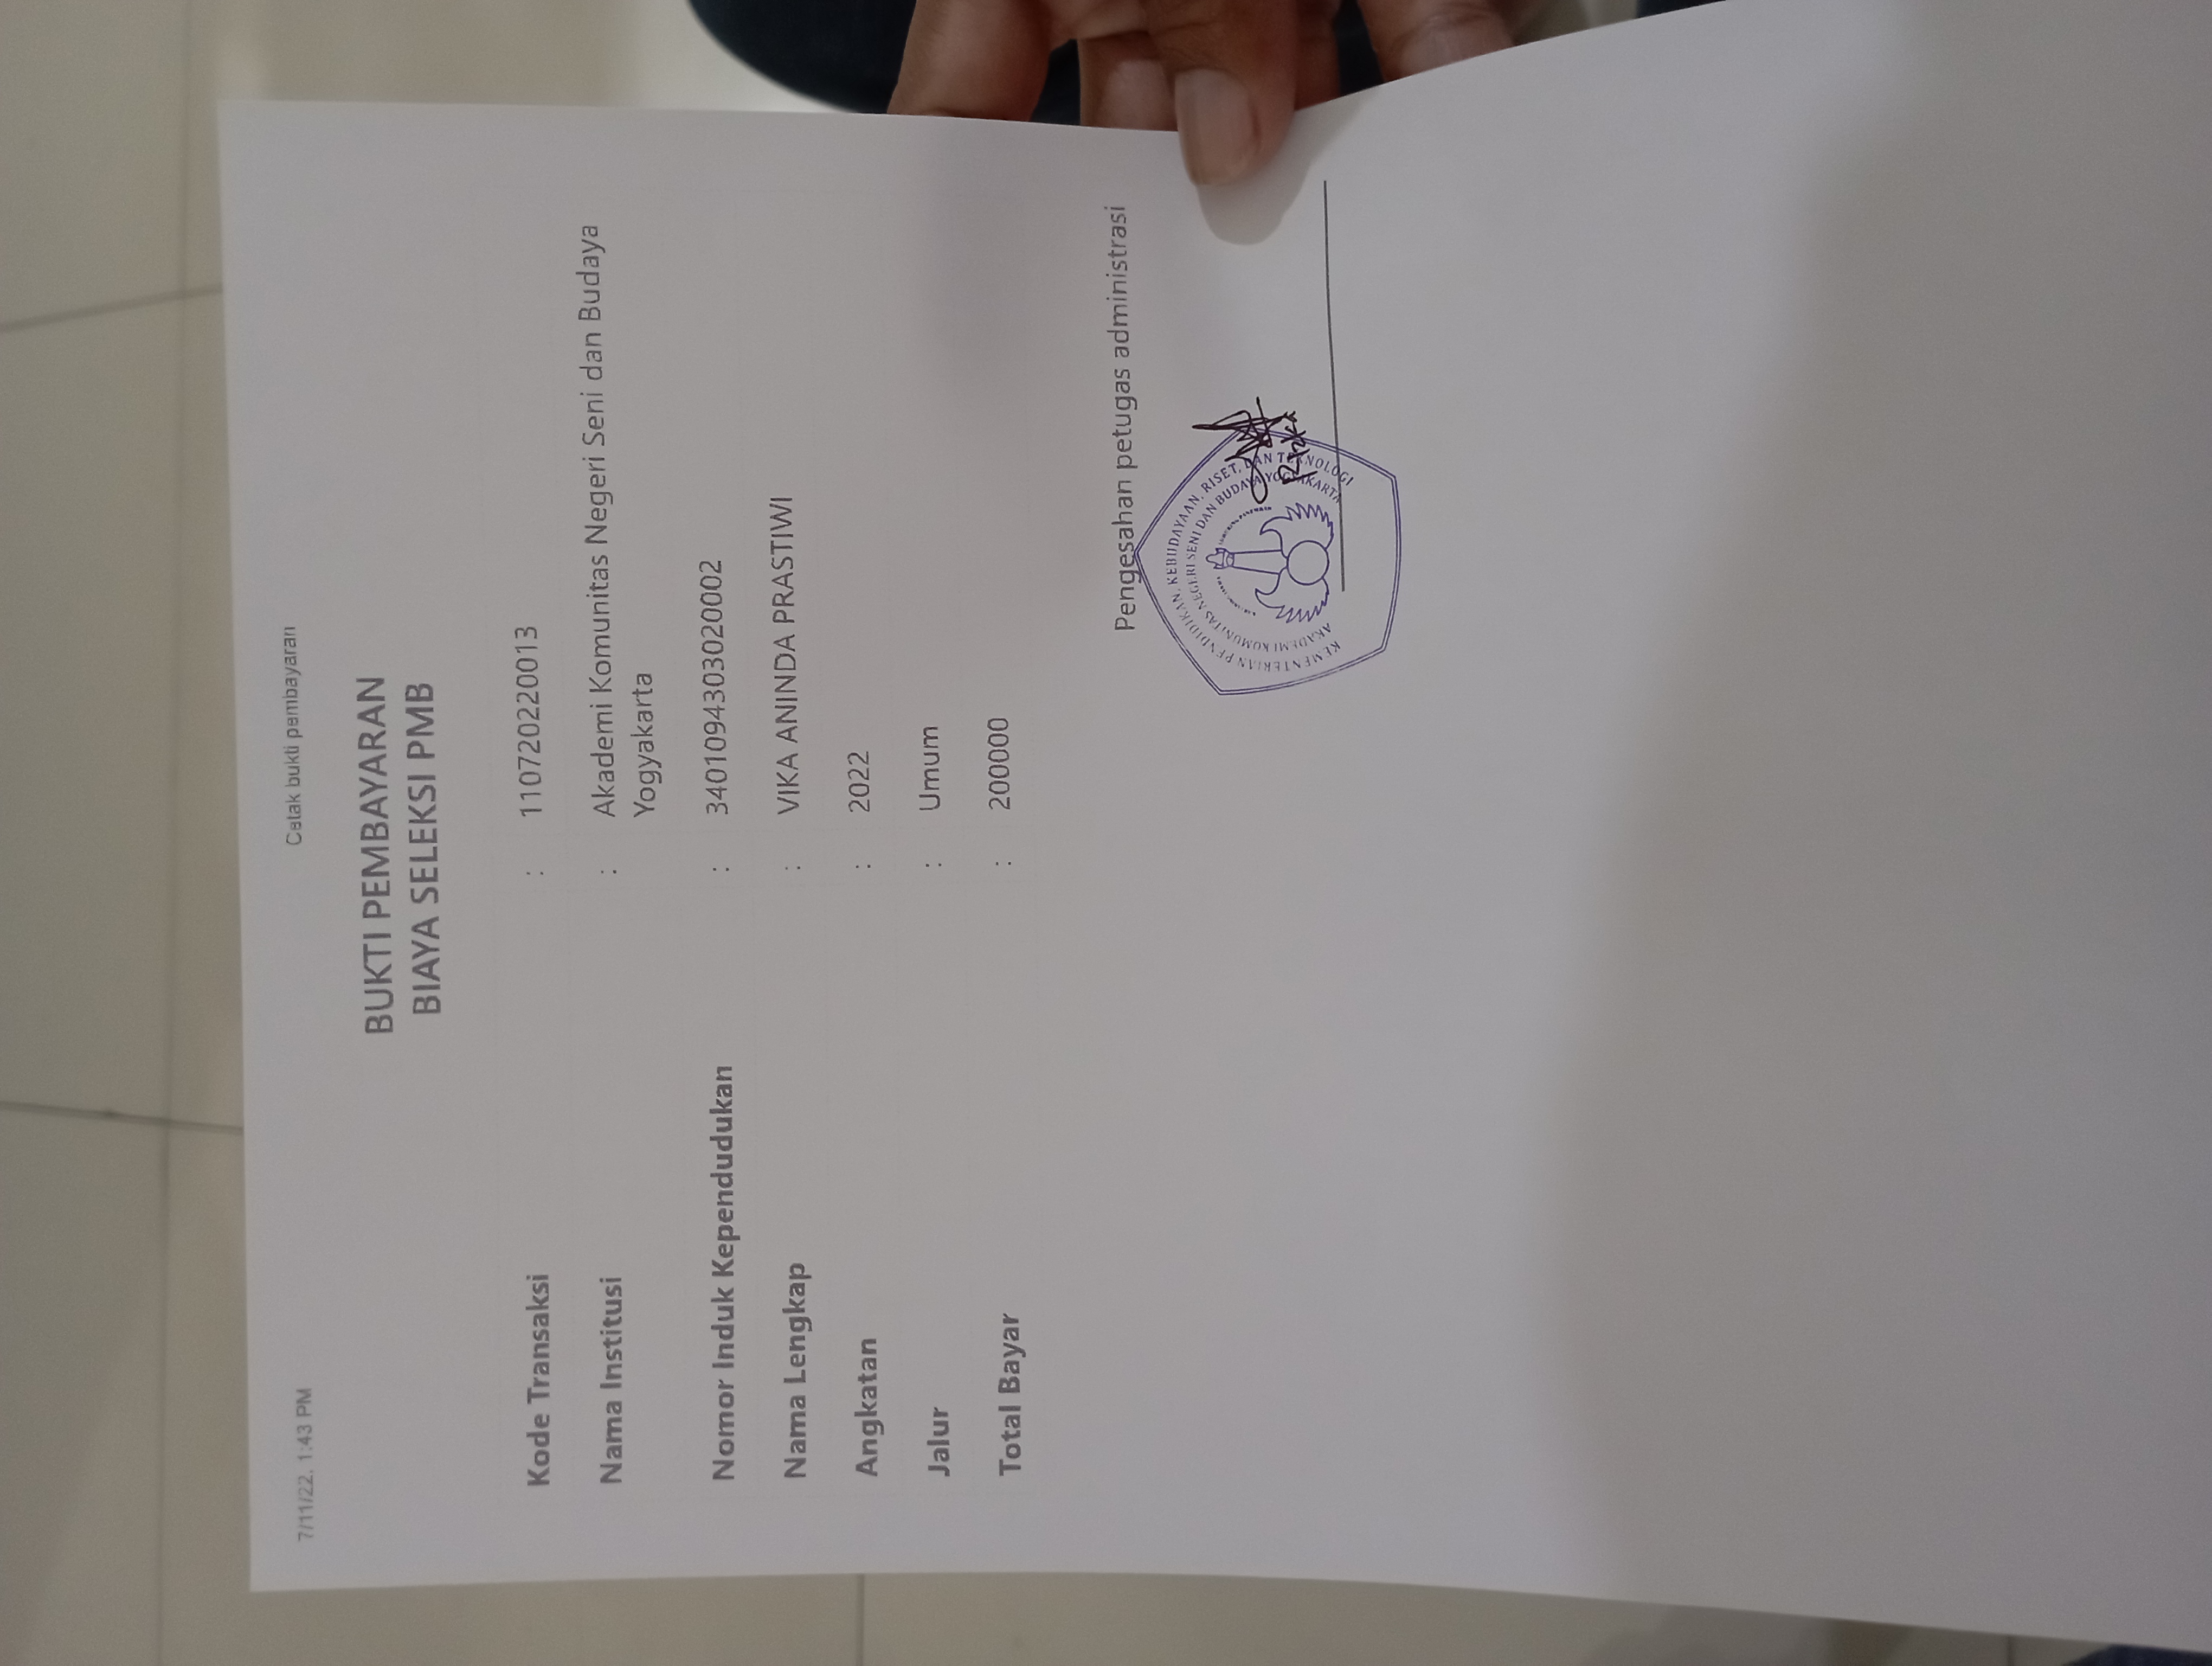 7/11/22, 1:43 PM
Cetak bukti pembayaran
BUKTI PEMBAYARAN
BIAYA SELEKSI PMB
Kode Transaksi : 110720220013
Nama Institusi : Akademi Komunitas Negeri Seni dan Budaya
Yogyakarta
Nomor Induk Kependudukan : 3401094303020002
Nama Lengkap : VIKA ANINDA PRASTIWI
Angkatan : 2022
Jalur : Umum
Total Bayar : 200000
Pengesahan petugas administrasi
KEMENTERIAN PENDIDIKAN, KEBUDAYAAN, RISET, DAN TEKNOLOGI
AKADEMI KOMUNITAS NEGERI SENI DAN BUDAYA YOGYAKARTA
Rizka